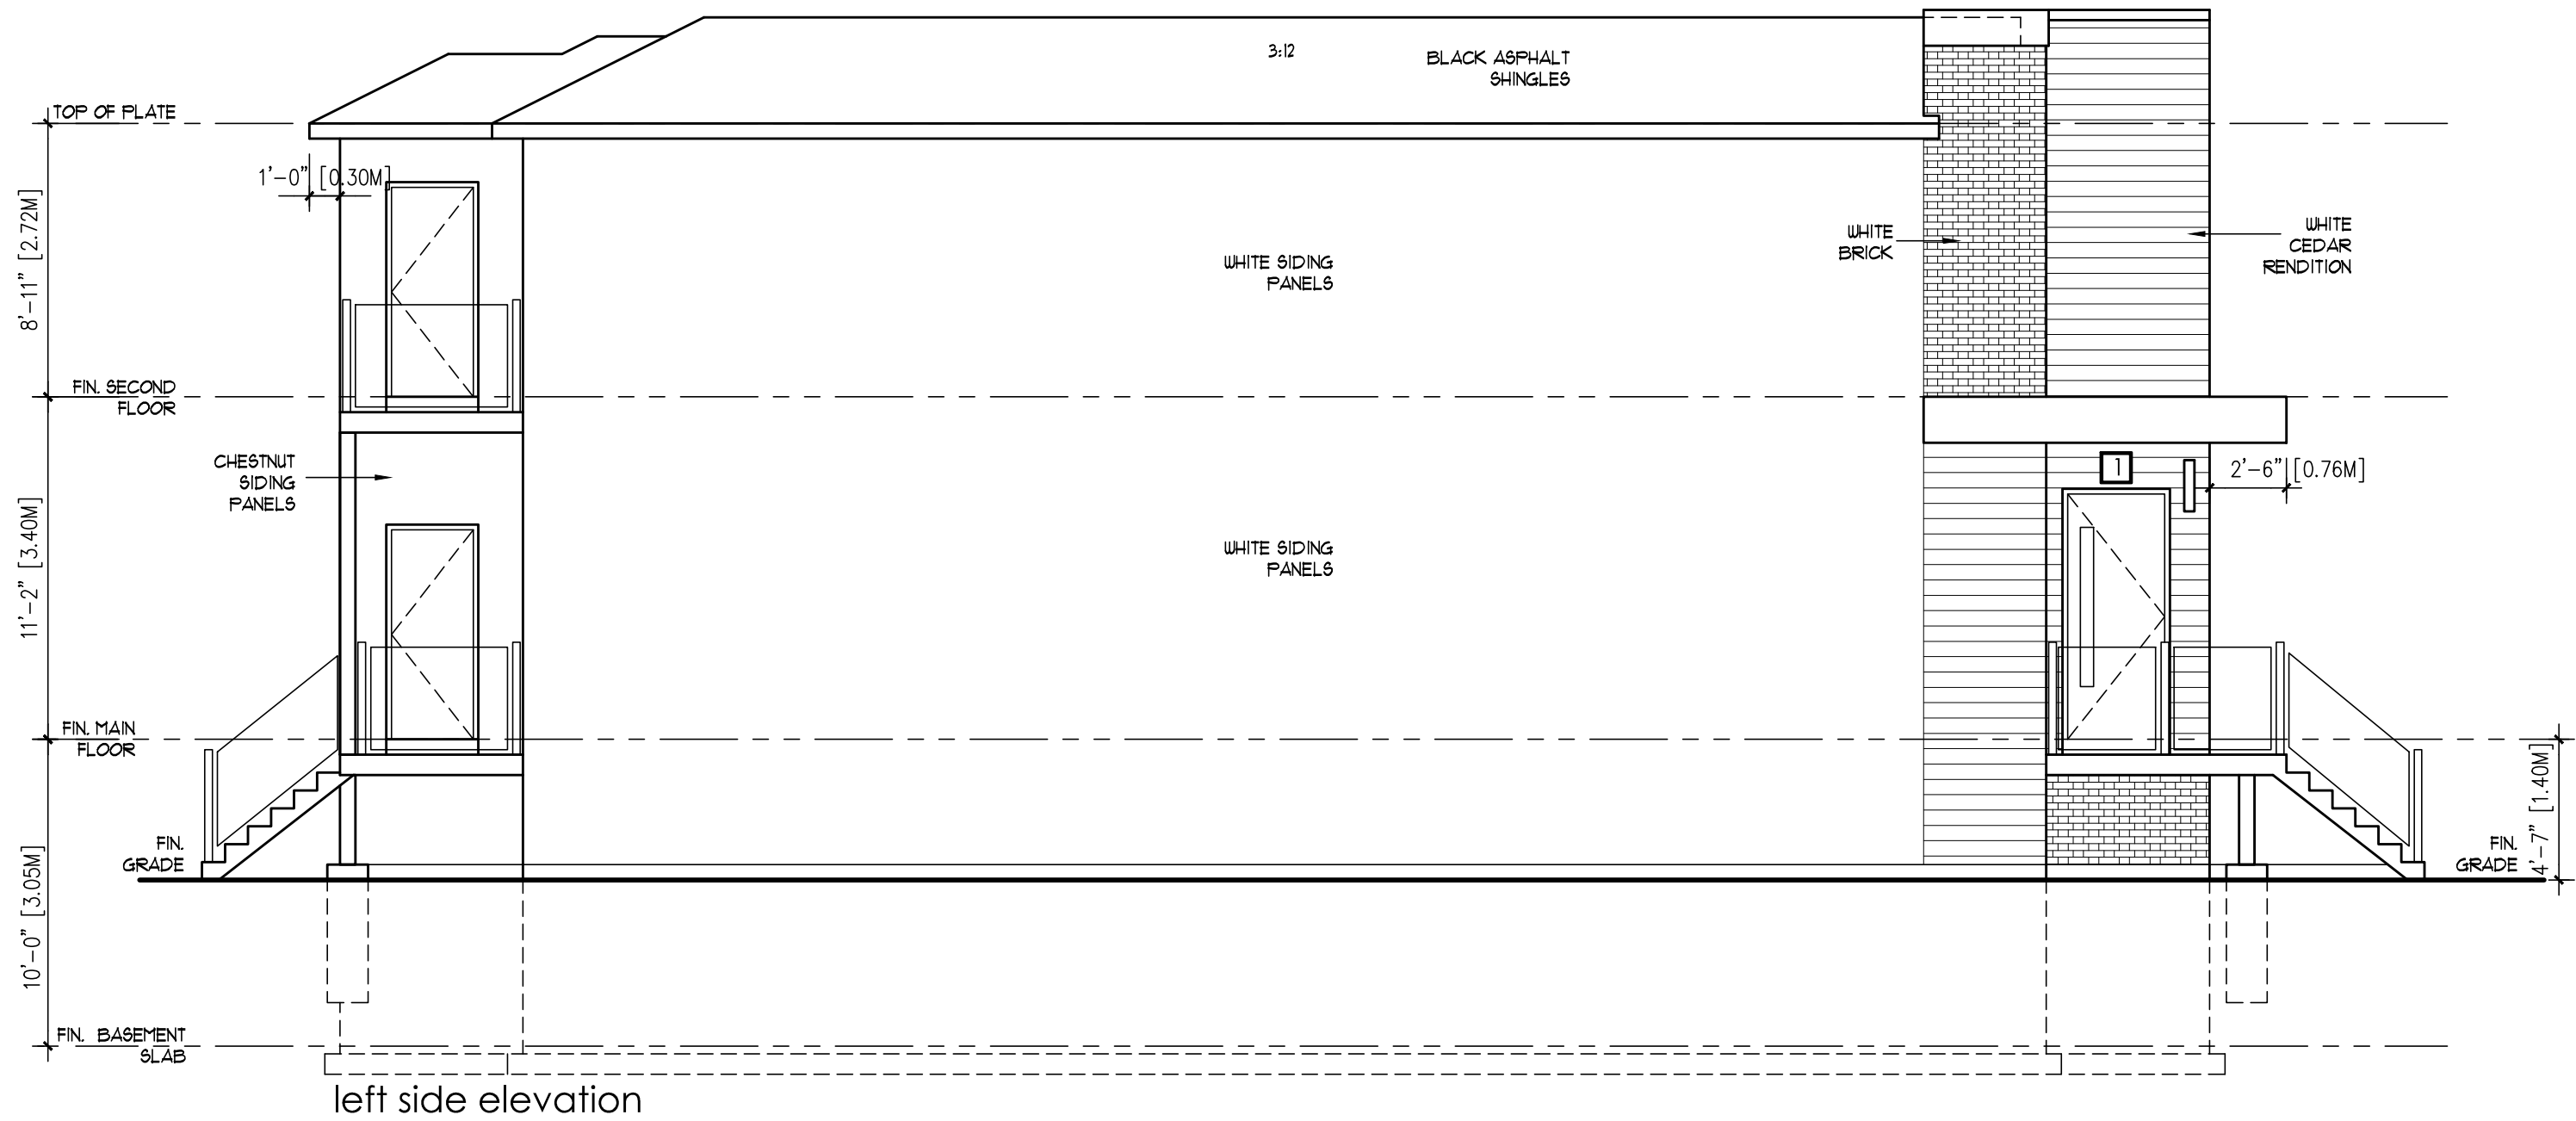 3:12
BLACK ASPHALT
SHINGLES
TOP OF PLATE
1'-0" [0.30M]
8'-11" [2.72M]
WHITE
BRICK
WHITE
CEDAR
RENDITION
WHITE SIDING
PANELS
FIN. SECOND
FLOOR
CHESTNUT
SIDING
PANELS
1
2'-6" [0.76M]
11'-2" [3.40M]
WHITE SIDING
PANELS
FIN. MAIN
FLOOR
4'-7" [1.40M]
FIN.
GRADE
FIN.
GRADE
10'-0" [3.05M]
FIN. BASEMENT
SLAB
left side elevation